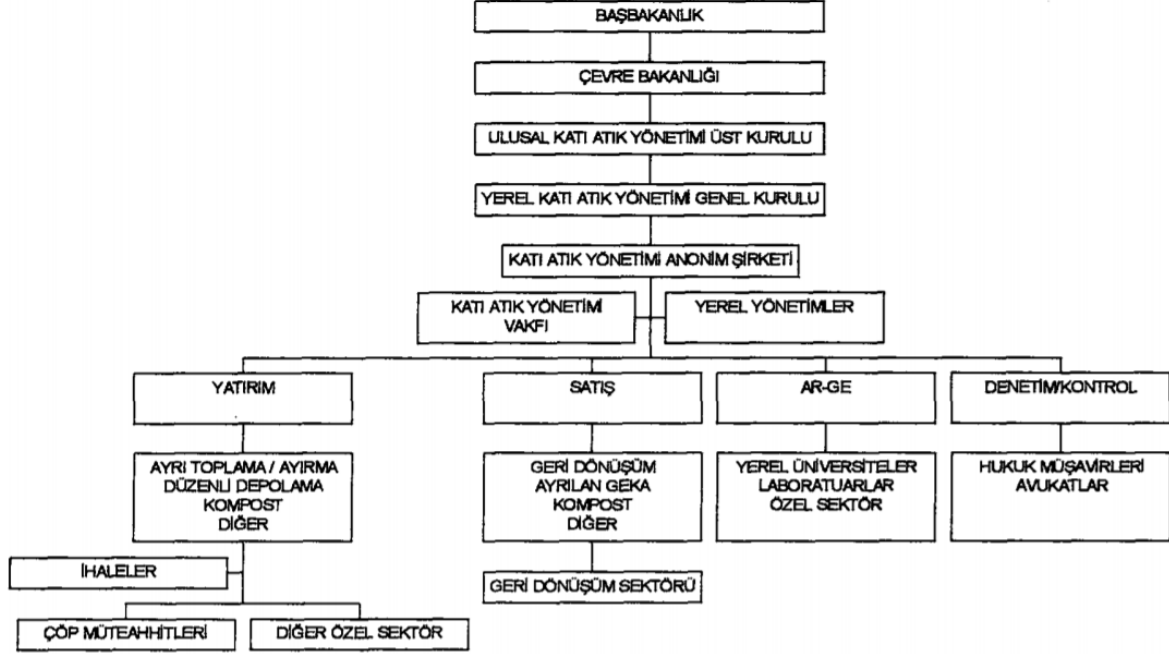 BAŞBAKANLIK
ÇEVRE BAKANLIĞI
ULUSAL KATI ATIK YÖNETİMİ ÜST KURULU
YEREL KATI ATIK YÖNETİMİ GENEL KURULU
KATI ATIK YÖNETİMİ ANONİM ŞİRKETİ
KATI ATIK YÖNETİMİ
VAKFI
YEREL YÖNETİMLER
YATIRIM
SATIŞ
AR-GE
DENETİM/KONTROL
AYRI TOPLAMA / AYIRMA
DÜZENLİ DEPOLAMA
KOMPOST
DİĞER
GERİ DÖNÜŞÜM
AYRILAN GEKA
KOMPOST
DİĞER
YEREL ÜNİVERSİTELER
LABORATUARLAR
ÖZEL SEKTÖR
HUKUK MÜŞAVİRLERİ
AVUKATLAR
İHALELER
GERİ DÖNÜŞÜM SEKTÖRÜ
ÇÖP MÜTEAHHİTLERİ
DİĞER ÖZEL SEKTÖR